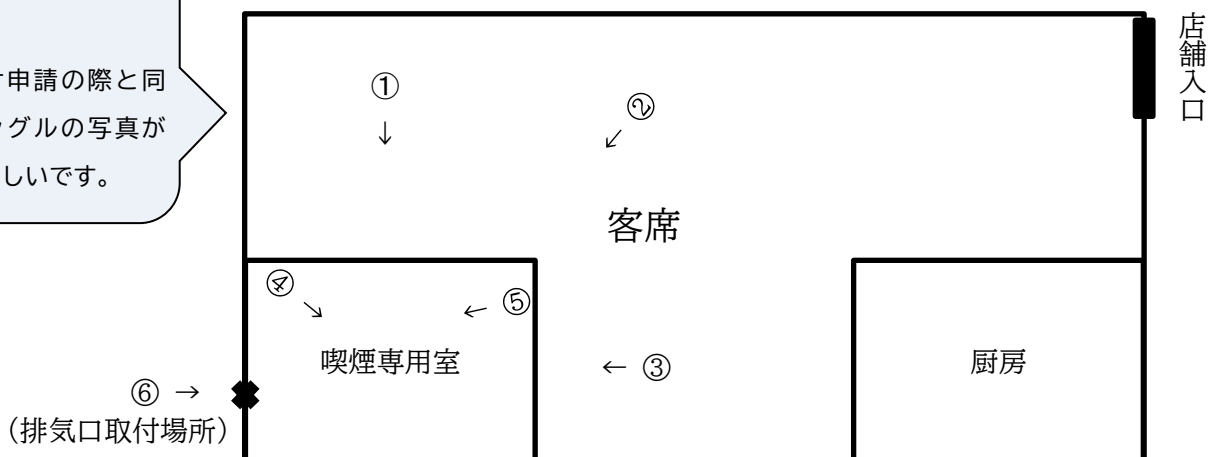 申請の際と同
グルの写真が
しいです。
店舗入口
①
↓
②
↙
客席
④
↘
← ⑤
喫煙専用室
← ③
厨房
⑥ →
（排気口取付場所）